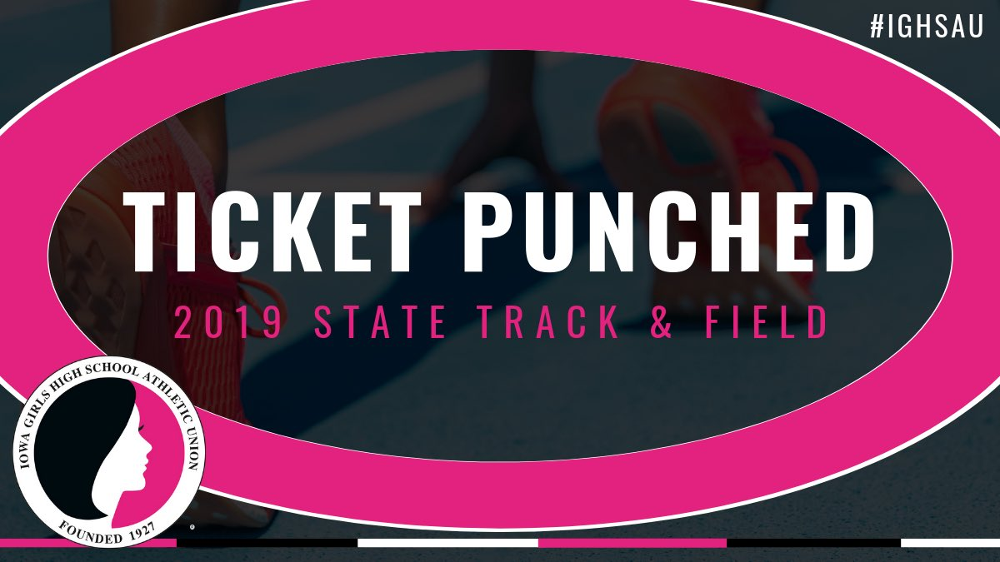 #IGHSAU
TICKET PUNCHED
2019 STATE TRACK & FIELD
IOWA GIRLS HIGH SCHOOL ATHLETIC UNION
FOUNDED 1927
®